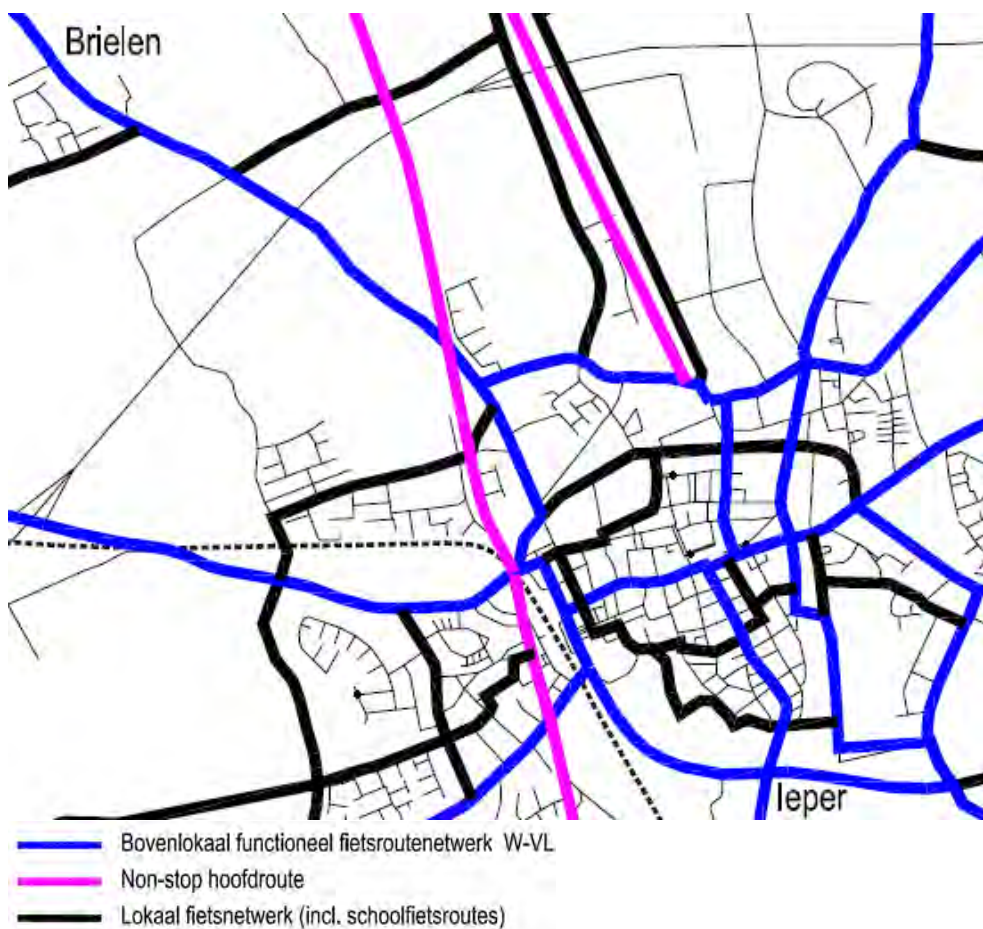 Brielen
Ieper
Bovenlokaal functioneel fietsroutenetwerk W-VL
Non-stop hoofdroute
Lokaal fietsnetwerk (incl. schoolfietsroutes)